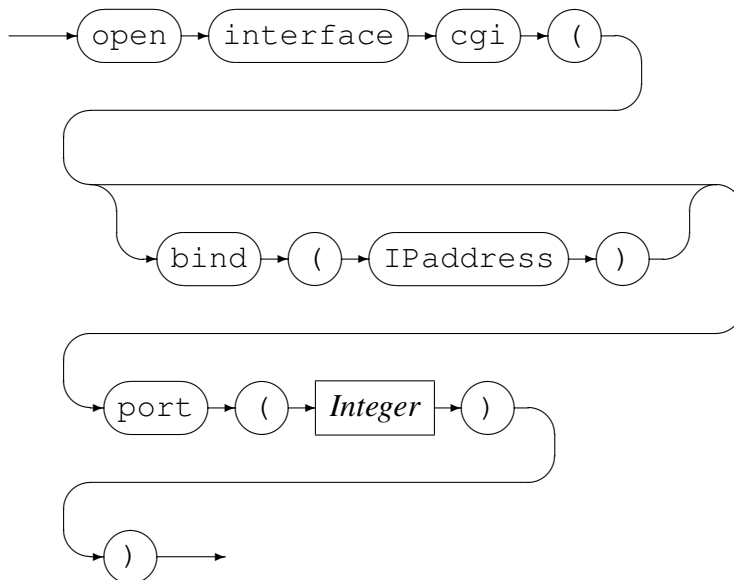 open interface cgi (
bind ( IPaddress )
port ( Integer )
)